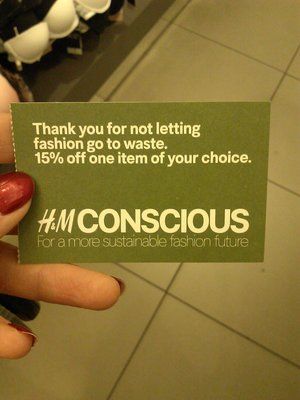 Thank you for not letting
fashion go to waste.
15% off one item of your choice.
H&M CONSCIOUS
For a more sustainable fashion future